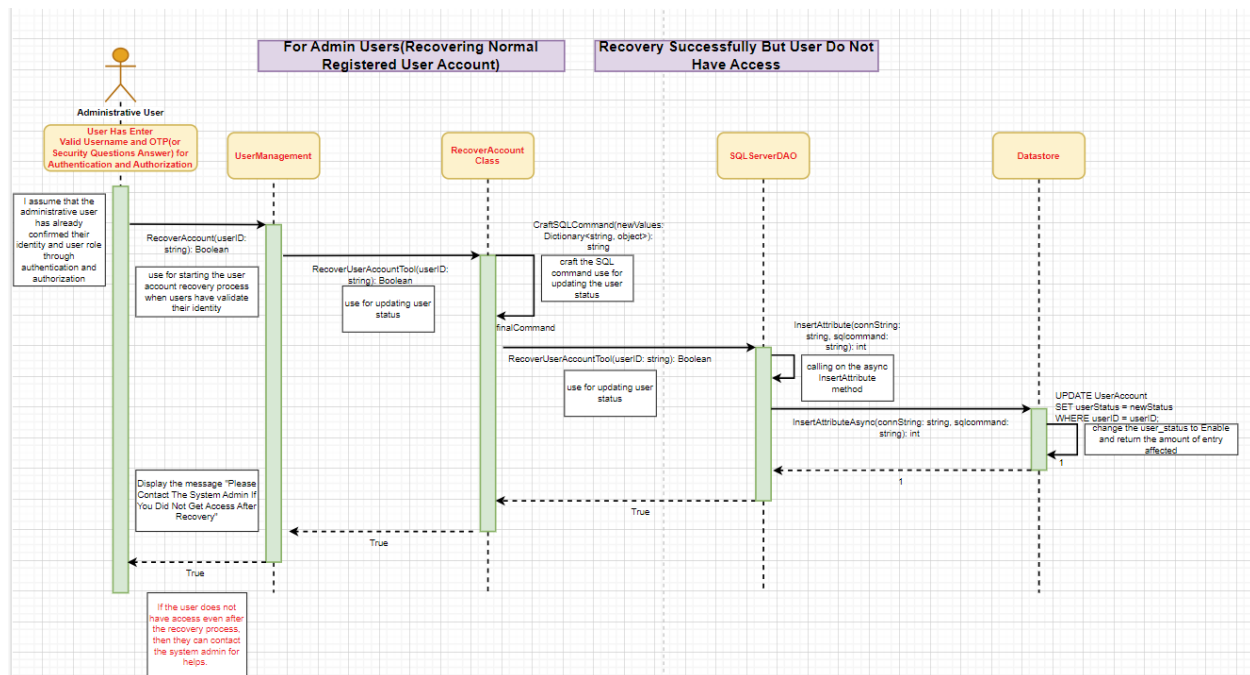 For Admin Users(Recovering Normal
Registered User Account)
Recovery Successfully But User Do Not
Have Access
Administrative User
User Has Enter
Valid Username and OTP(or
Security Questions Answer) for
Authentication and Authorization
UserManagement
RecoverAccount
Class
SQLServerDAO
Datastore
I assume that the
administrative user
has already
confirmed their
identity and user role
through
authentication and
authorization
RecoverAccount(userID:
string): Boolean
use for starting the user
account recovery process
when users have validate
their identity
RecoverUserAccountTool(userID:
string): Boolean
use for updating user
status
CraftSQLCommand(newValues:
Dictionary<string, object>):
string
craft the SQL
command use for
updating the user
status
finalCommand
RecoverUserAccountTool(userID: string): Boolean
use for updating user
status
InsertAttribute(connString:
string, sqlcommand:
string): int
calling on the async
InsertAttribute
method
InsertAttributeAsync(connString: string, sqlcommand:
string): int
UPDATE UserAccount
SET userStatus = newStatus
WHERE userID = userID;
change the user_status to Enable
and return the amount of entry
affected
1
1
True
True
Display the message "Please
Contact The System Admin If
You Did Not Get Access After
Recovery"
True
If the user does not
have access even after
the recovery process,
then they can contact
the system admin for
helps.